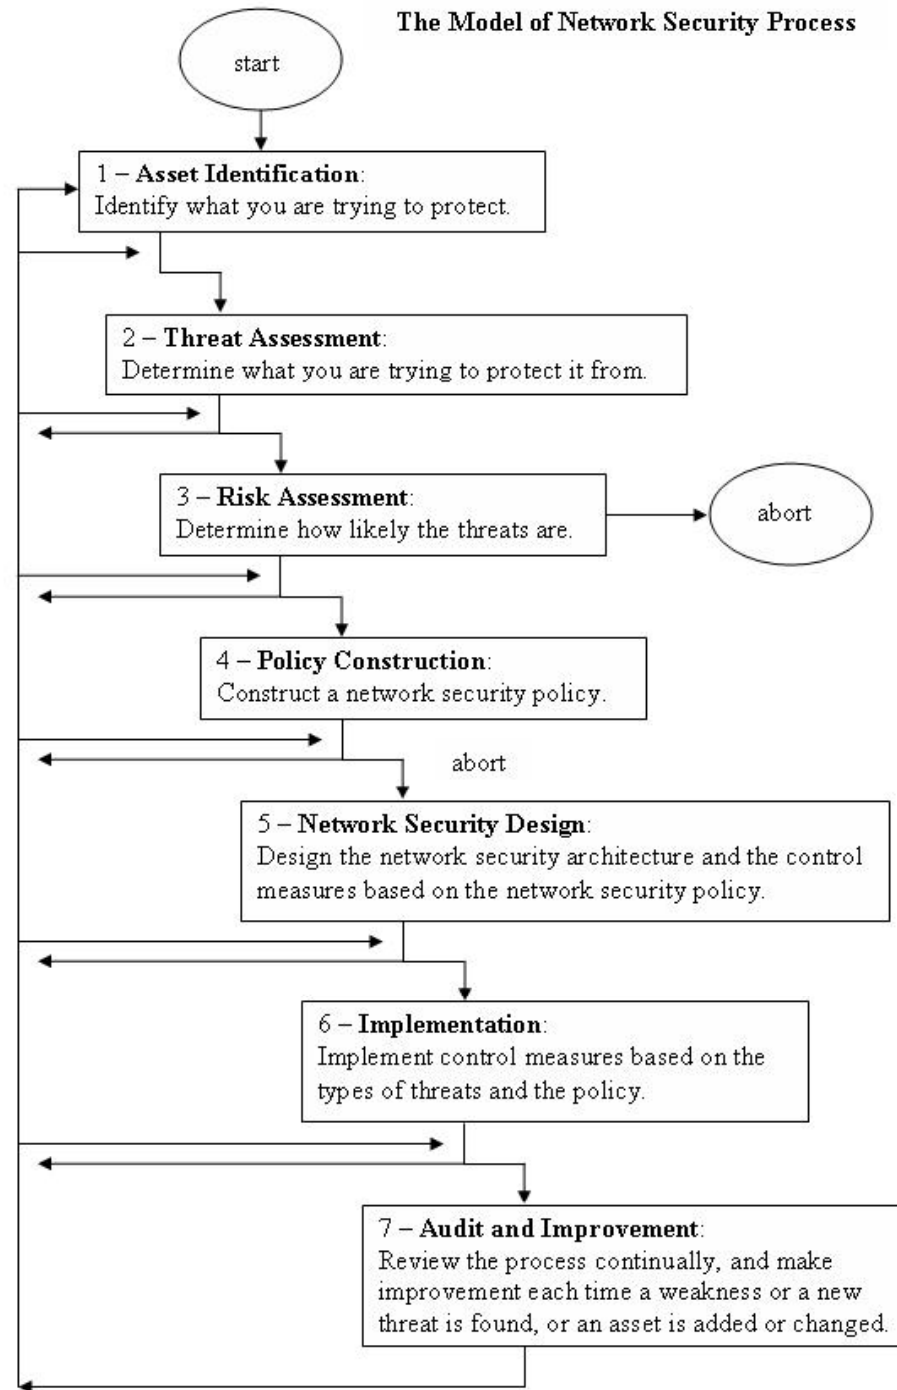 The Model of Network Security Process
start
1 – Asset Identification:
Identify what you are trying to protect.
2 – Threat Assessment:
Determine what you are trying to protect it from.
3 – Risk Assessment:
Determine how likely the threats are.
abort
4 – Policy Construction:
Construct a network security policy.
abort
5 – Network Security Design:
Design the network security architecture and the control
measures based on the network security policy.
6 – Implementation:
Implement control measures based on the
types of threats and the policy.
7 – Audit and Improvement:
Review the process continually, and make
improvement each time a weakness or a new
threat is found, or an asset is added or changed.